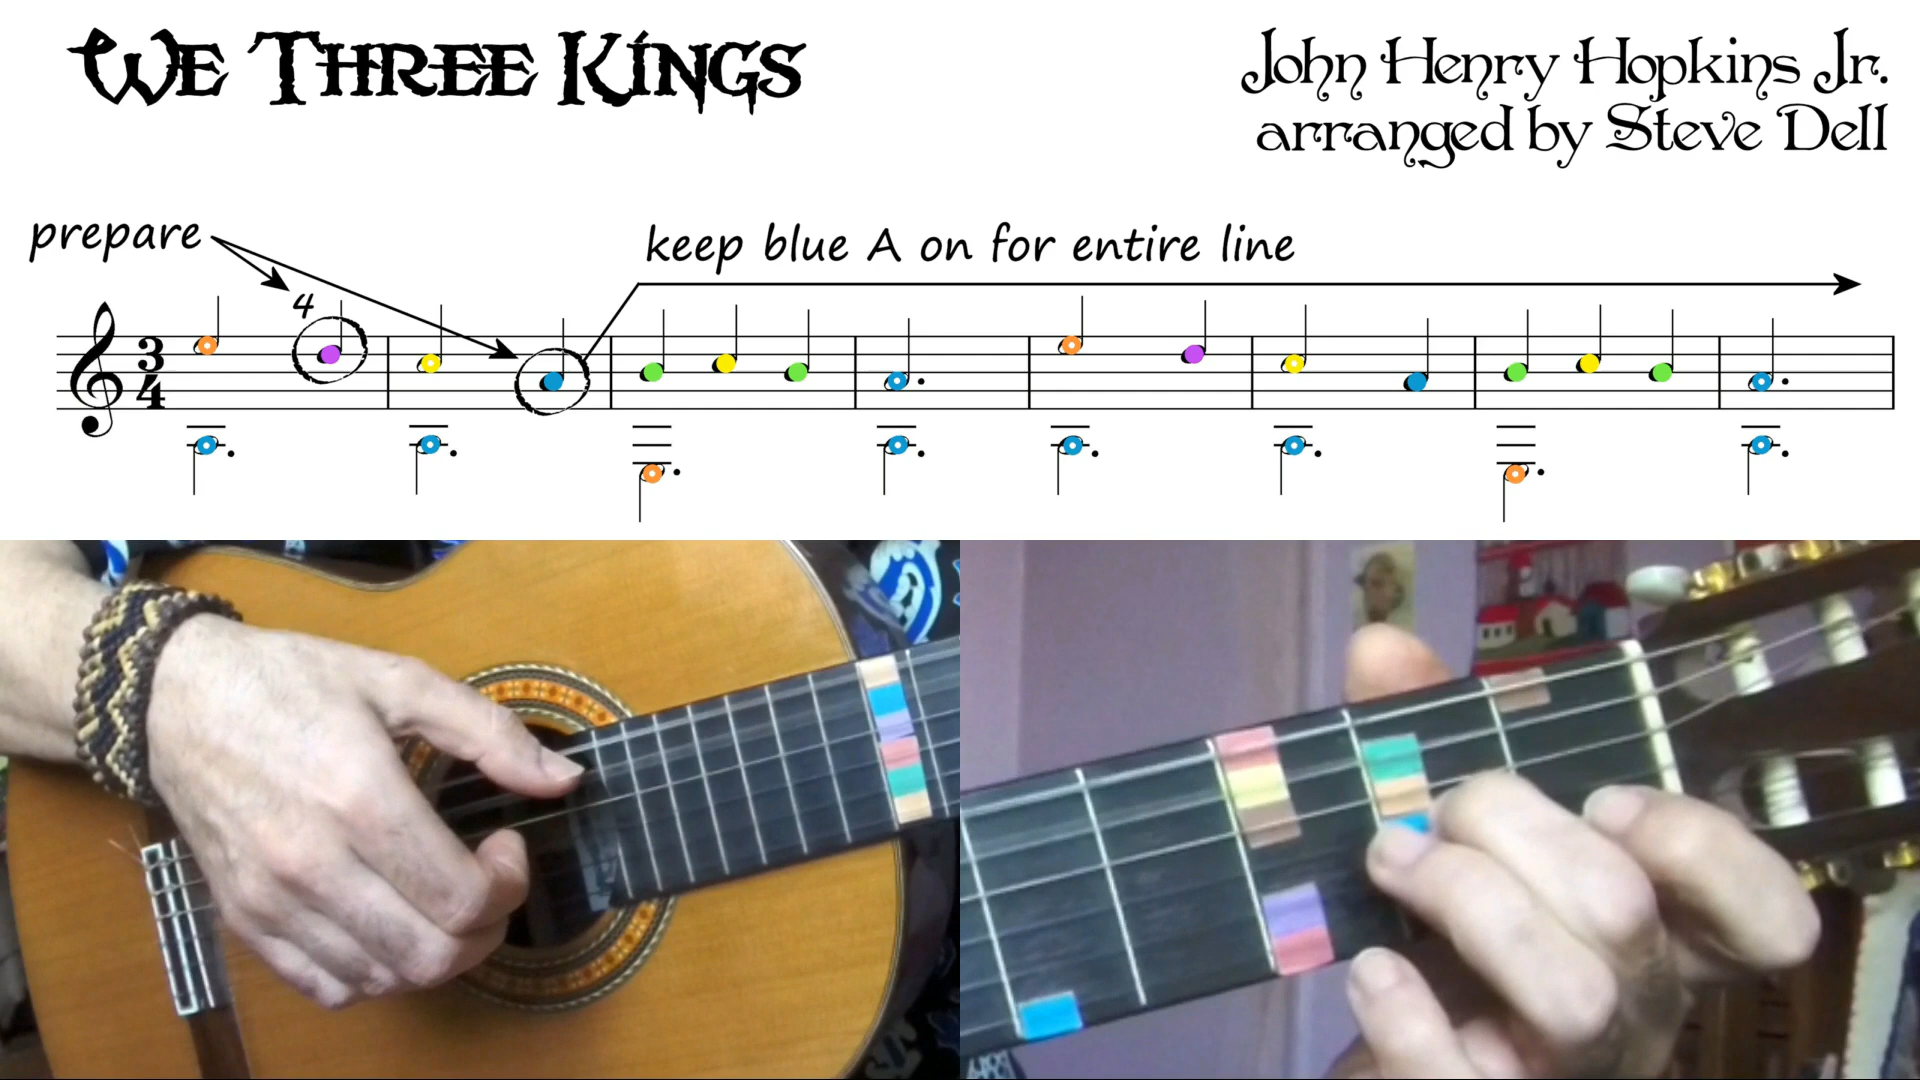 We Three Kings
John Henry Hopkins Jr.
arranged by Steve Dell
prepare
keep blue A on for entire line
4
3
4